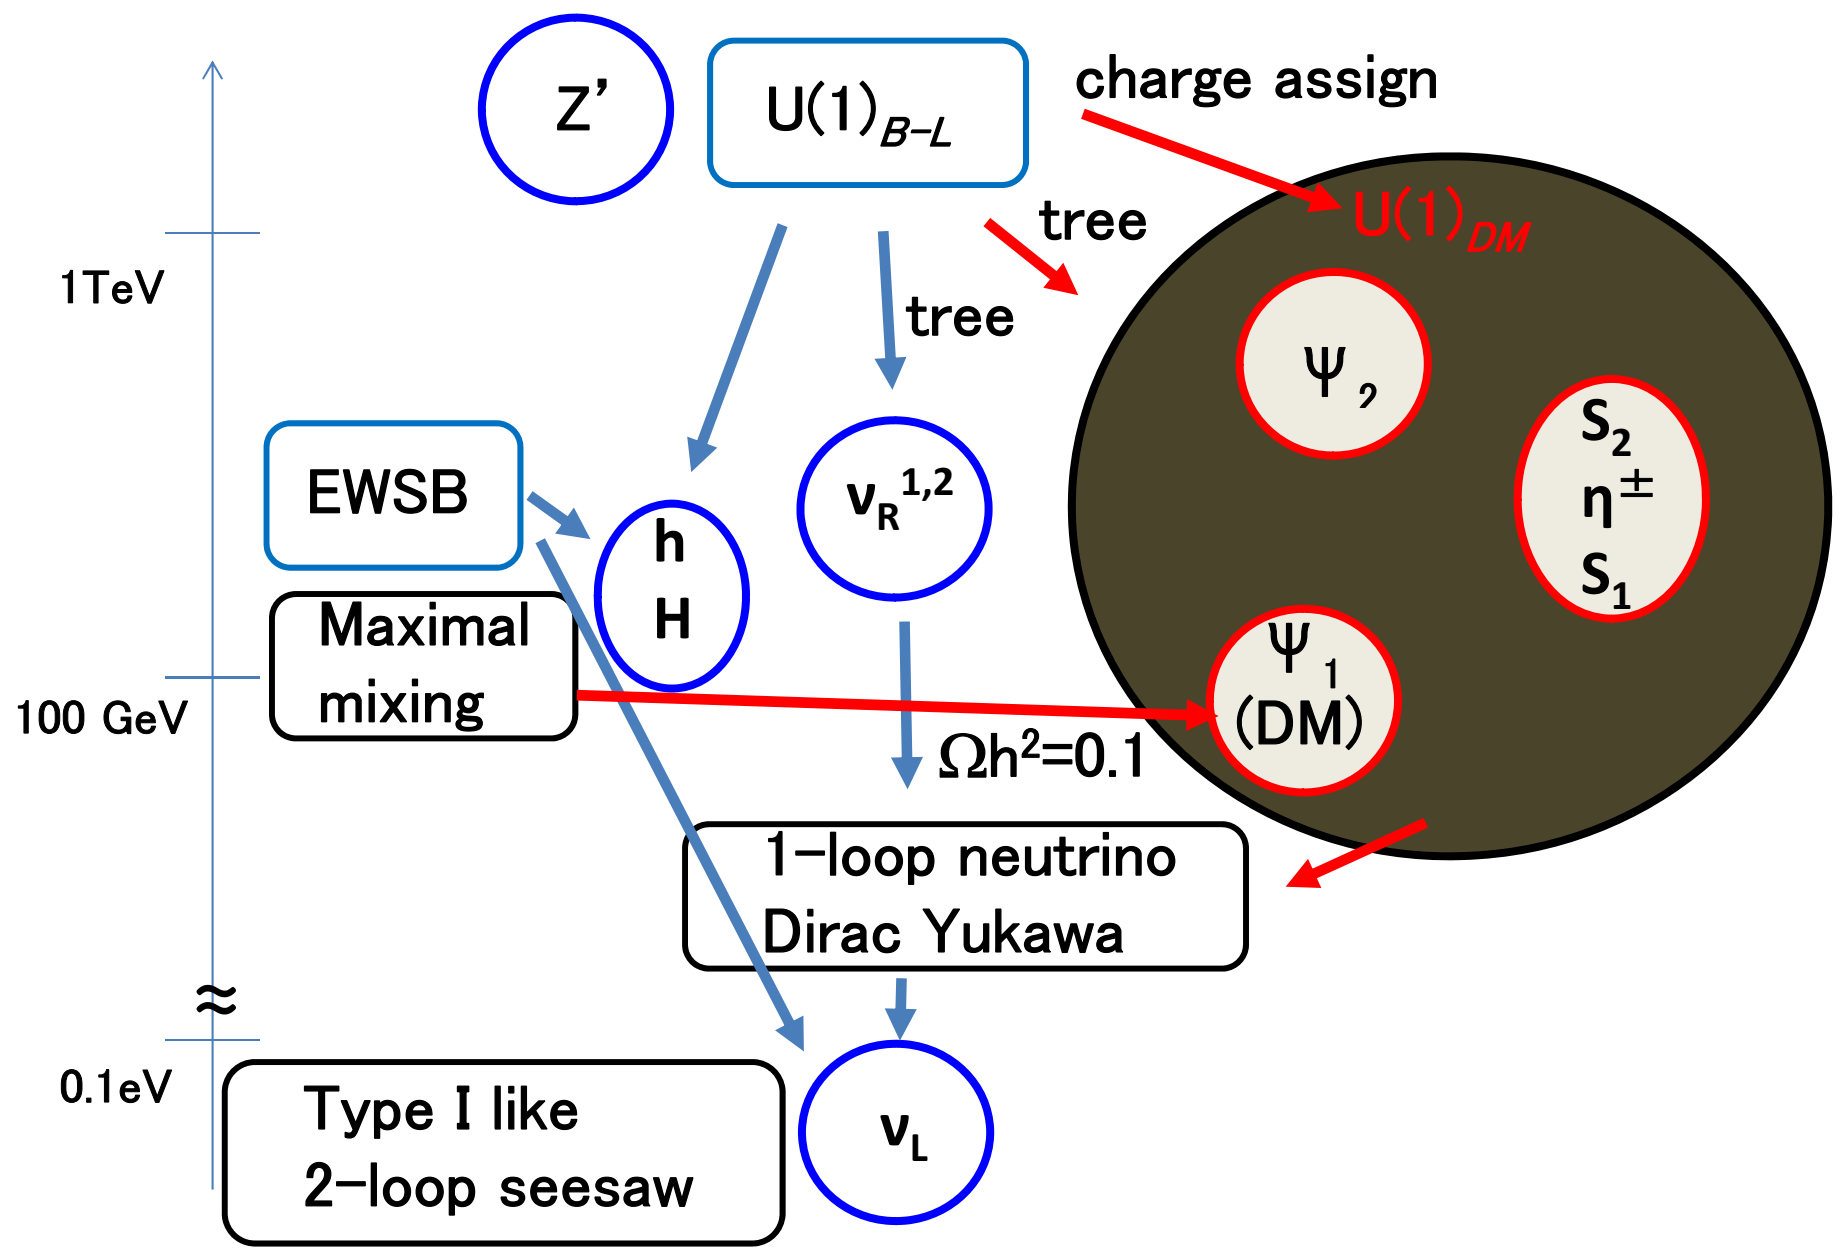 Z’
U(1)B-L
charge assign
U(1)DM
tree
1TeV
tree
Ψ2
S2
η±
S1
EWSB
νR1,2
h
H
Maximal
mixing
100 GeV
Ψ1
(DM)
Ωh2=0.1
1-loop neutrino
Dirac Yukawa
≈
0.1eV
Type I like
2-loop seesaw
νL